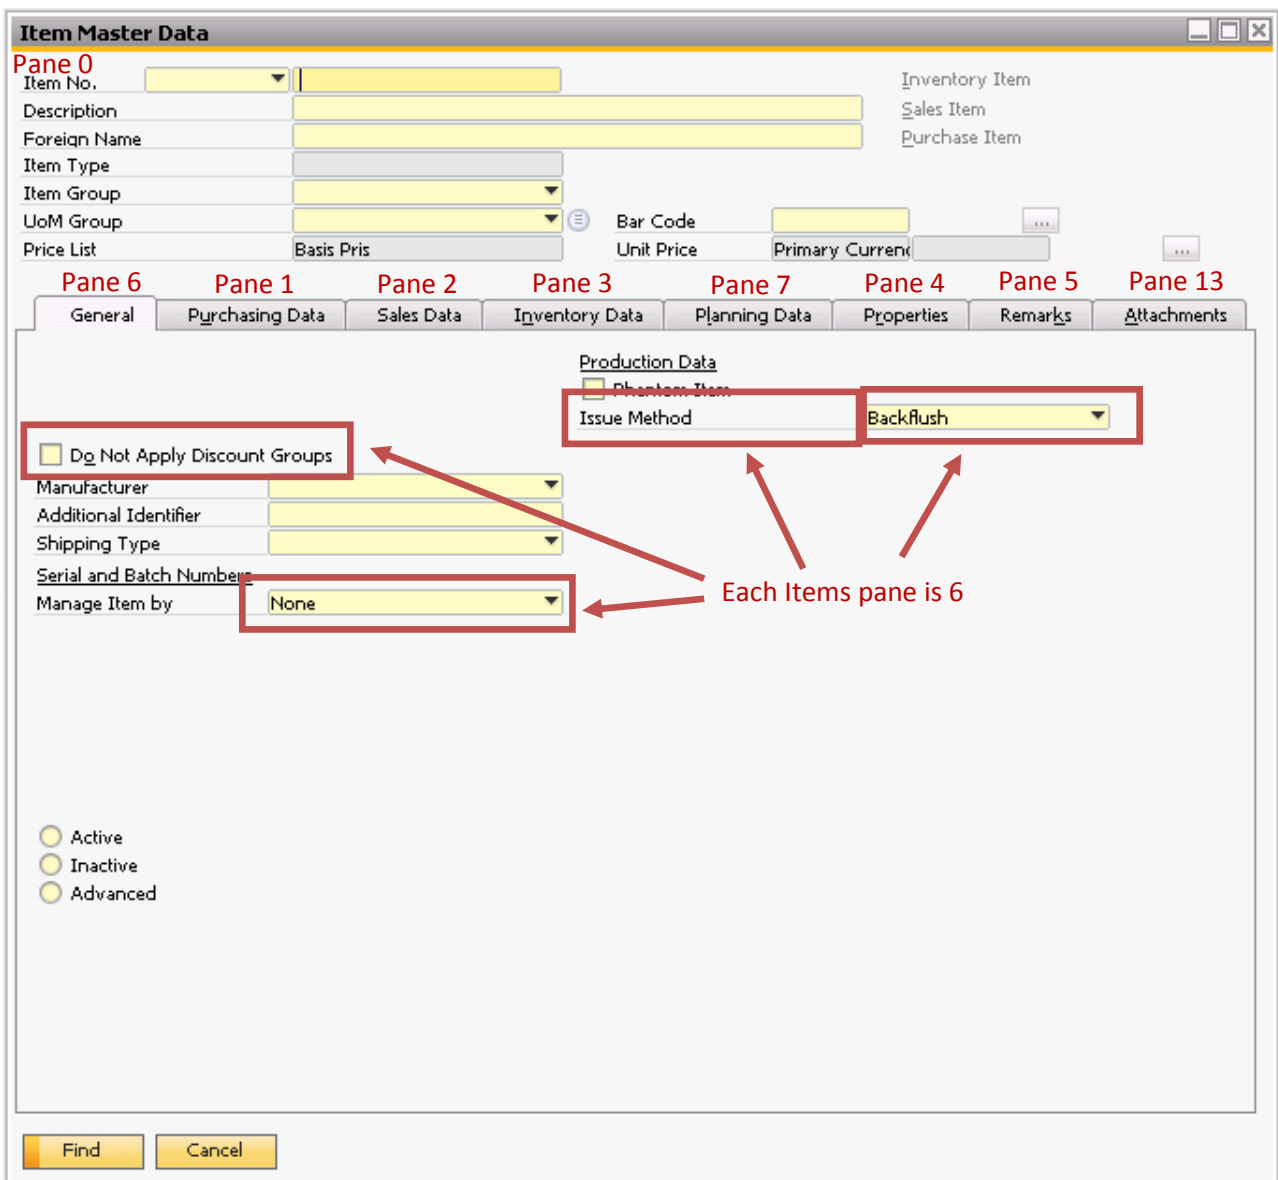 Item Master Data
Pane 0
Item No.
Inventory Item
Description
Sales Item
Foreign Name
Purchase Item
Item Type
Item Group
UoM Group
Bar Code
...
Price List
Basis Pris
Unit Price
Primary Currenc
...
Pane 6 Pane 1 Pane 2 Pane 3 Pane 7 Pane 4 Pane 5 Pane 13
General Purchasing Data Sales Data Inventory Data Planning Data Properties Remarks Attachments
Production Data
Phantom Item
Issue Method Backflush
Do Not Apply Discount Groups
Manufacturer
Additional Identifier
Shipping Type
Serial and Batch Numbers
Manage Item by None
Each Items pane is 6
Active
Inactive
Advanced
Find Cancel